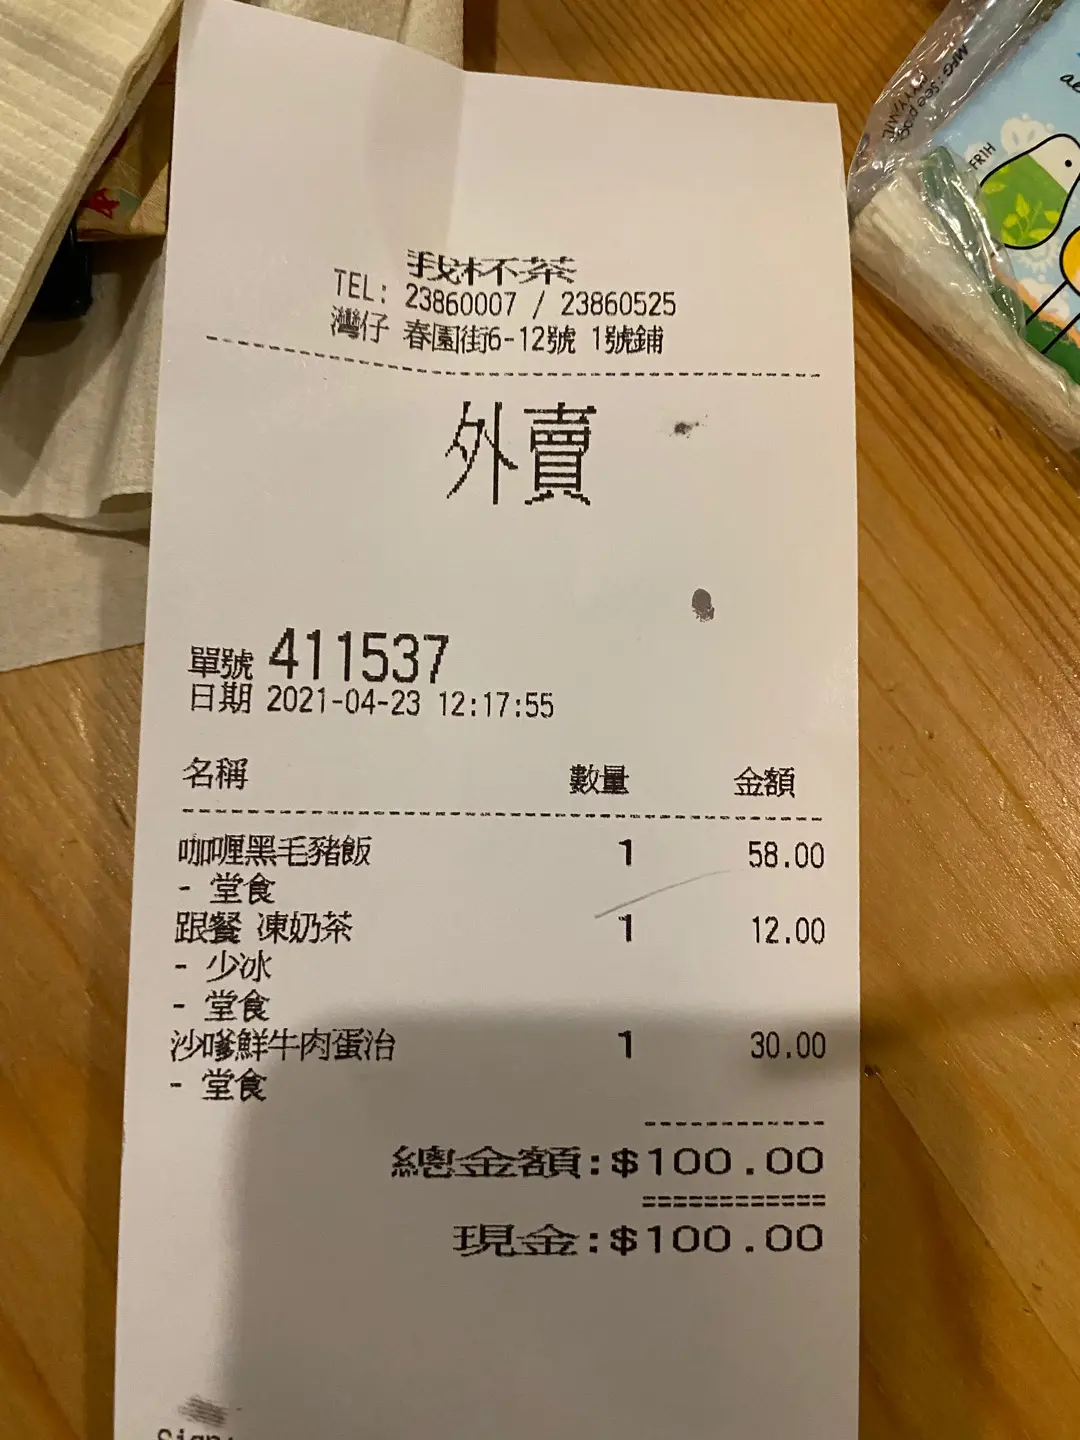 我杯茶
TEL: 23860007 / 23860525
灣仔 春園街6-12號 1號鋪
外賣
單號 411537
日期 2021-04-23 12:17:55
名稱 數量 金額
咖喱黑毛豬飯 1 58.00
- 堂食
跟餐 凍奶茶 1 12.00
- 少冰
- 堂食
沙嗲鮮牛肉蛋治 1 30.00
- 堂食
總金額:$100.00
現金:$100.00
MFG: See
FRIH